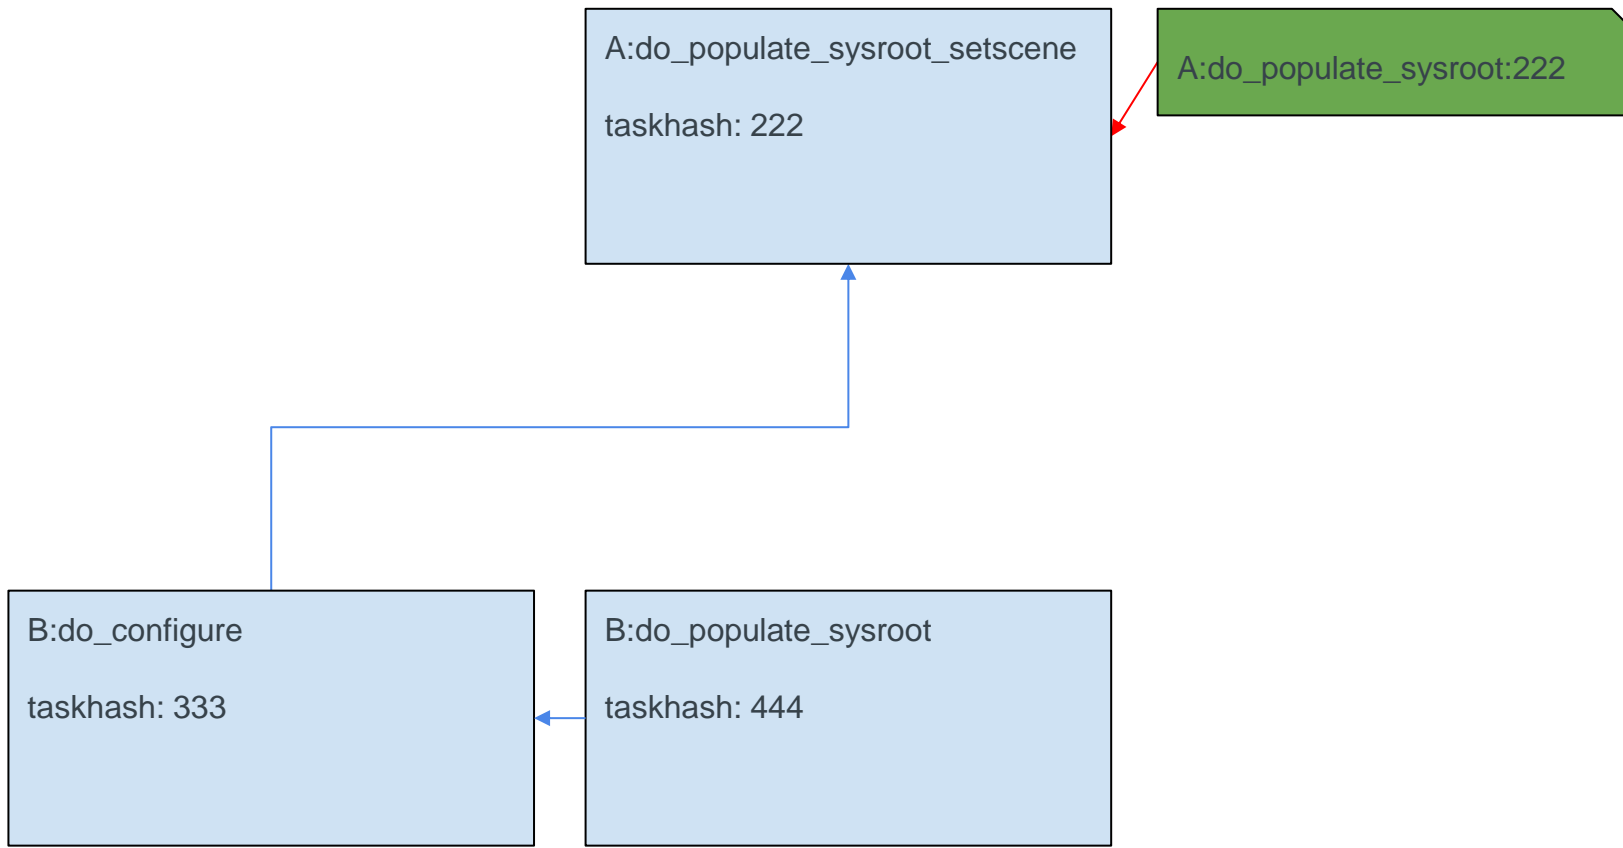 A:do_populate_sysroot_setscene
taskhash: 222
A:do_populate_sysroot:222
B:do_configure
taskhash: 333
B:do_populate_sysroot
taskhash: 444